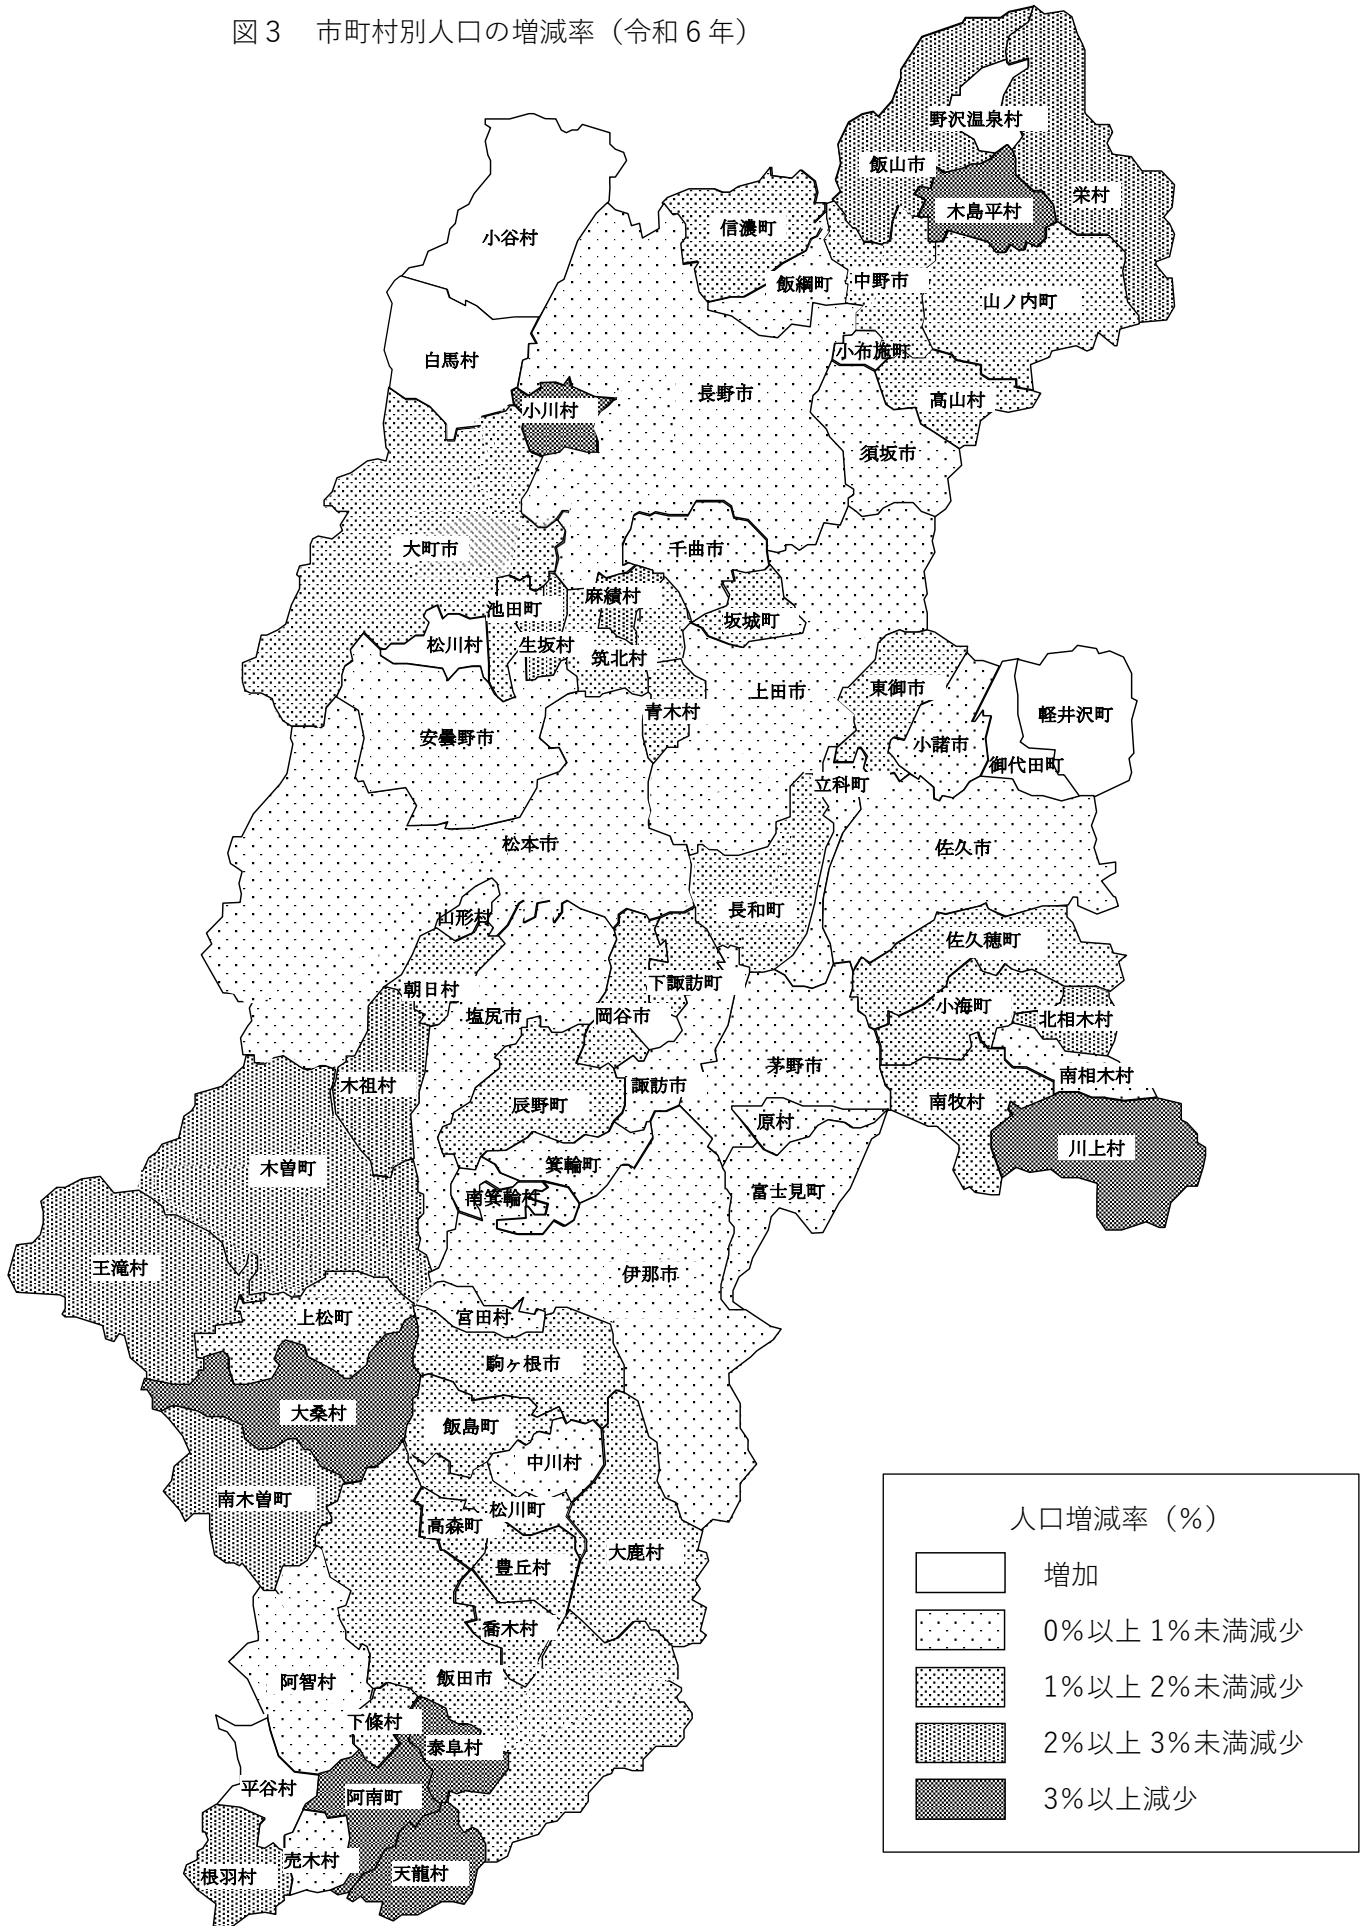 図３　市町村別人口の増減率（令和６年）
野沢温泉村
飯山市
栄村
木島平村
信濃町
小谷村
飯綱町
中野市
山ノ内町
小布施町
白馬村
長野市
高山村
小川村
須坂市
千曲市
大町市
麻績村
池田町
坂城町
松川村
生坂村
筑北村
上田市
東御市
青木村
軽井沢町
安曇野市
小諸市
御代田町
立科町
松本市
佐久市
山形村
長和町
佐久穂町
朝日村
下諏訪町
小海町
塩尻市
岡谷市
北相木村
茅野市
南相木村
木祖村
諏訪市
辰野町
南牧村
原村
川上村
木曽町
箕輪町
南箕輪村
富士見町
王滝村
伊那市
上松町
宮田村
駒ヶ根市
大桑村
飯島町
中川村
南木曽町
松川町
高森町
大鹿村
豊丘村
喬木村
阿智村
飯田市
下條村
泰阜村
平谷村
阿南町
売木村
天龍村
根羽村
人口増減率（％）
増加
0％以上 1％未満減少
1％以上 2％未満減少
2％以上 3％未満減少
3％以上減少